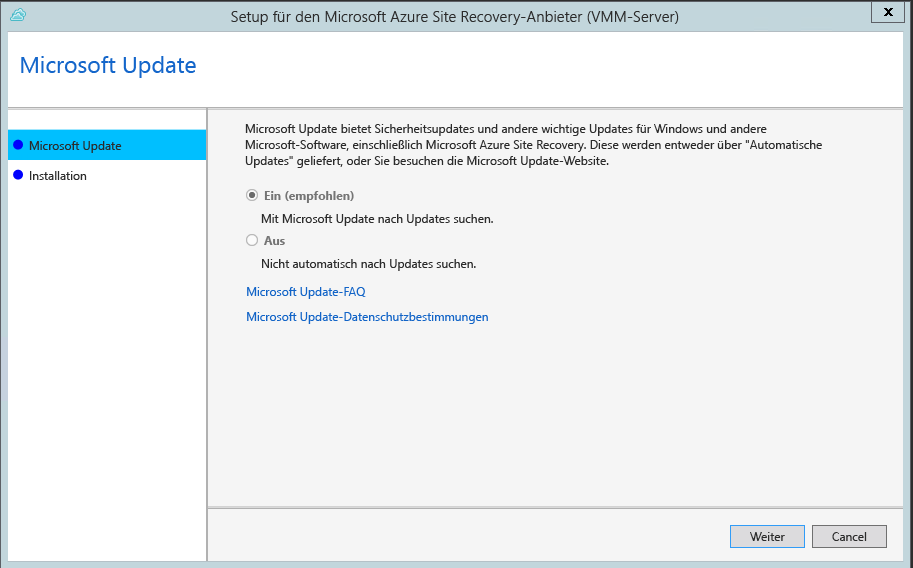 Setup für den Microsoft Azure Site Recovery-Anbieter (VMM-Server)
x
Microsoft Update
Microsoft Update
Installation
Microsoft Update bietet Sicherheitsupdates und andere wichtige Updates für Windows und andere
Microsoft-Software, einschließlich Microsoft Azure Site Recovery. Diese werden entweder über "Automatische
Updates" geliefert, oder Sie besuchen die Microsoft Update-Website.
Ein (empfohlen)
Mit Microsoft Update nach Updates suchen.
Aus
Nicht automatisch nach Updates suchen.
Microsoft Update-FAQ
Microsoft Update-Datenschutzbestimmungen
Weiter
Cancel